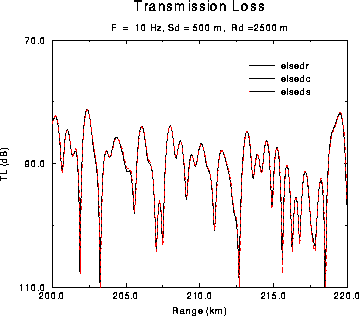 Transmission Loss
F = 10 Hz, Sd = 500 m, Rd =2500 m
70.0
elsedr
elsedc
elseds
90.0
TL (dB)
110.0
200.0 205.0 210.0 215.0 220.0
Range (km)